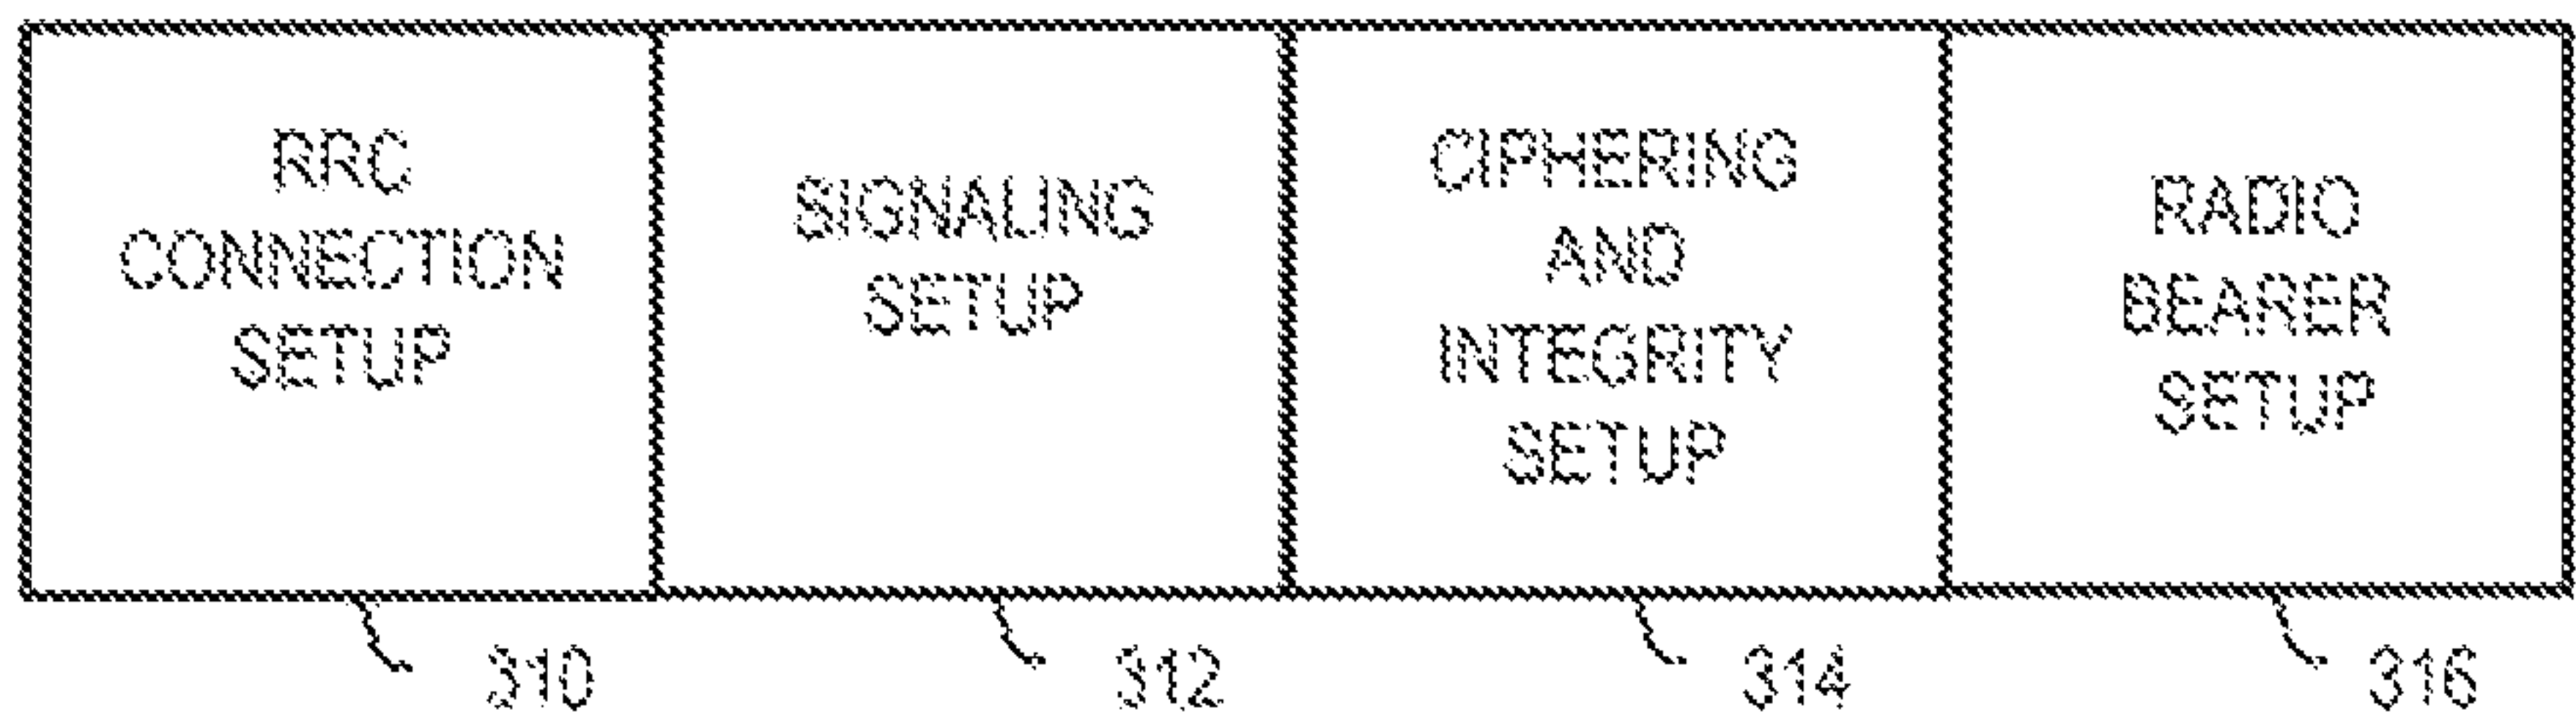 RRC
CONNECTION
SETUP
SIGNALING
SETUP
CIPHERING
AND
INTEGRITY
SETUP
RADIO
BEARER
SETUP
310
312
314
316